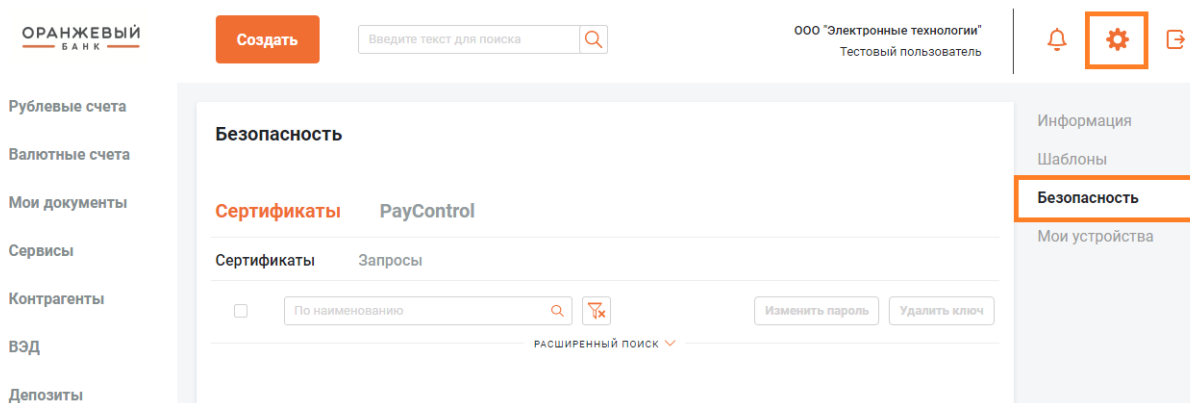 ОРАНЖЕВЫЙ
БАНК
Создать
Введите текст для поиска
ООО "Электронные технологии"
Тестовый пользователь
Рублевые счета
Валютные счета
Мои документы
Сервисы
Контрагенты
ВЭД
Депозиты
Безопасность
Сертификаты PayControl
Сертификаты Запросы
По наименованию
Изменить пароль Удалить ключ
РАСШИРЕННЫЙ ПОИСК
Информация
Шаблоны
Безопасность
Мои устройства